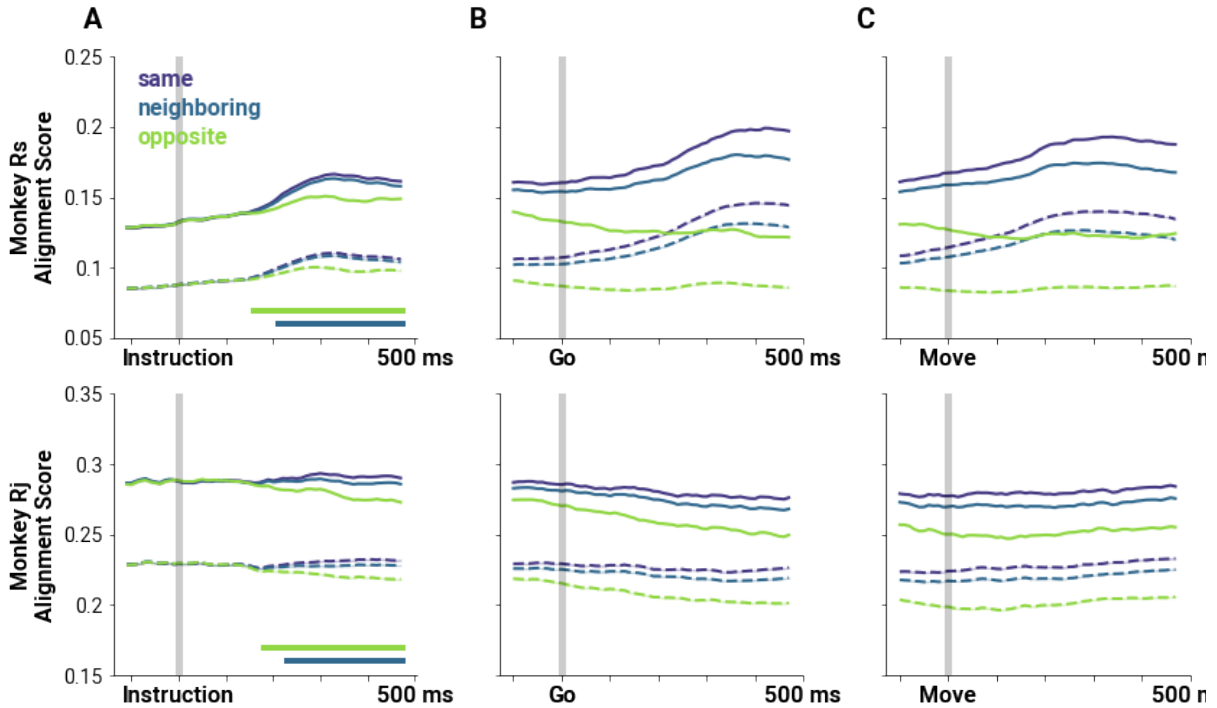 A
B
C
Monkey Rs
Alignment Score
0.25
0.2
0.15
0.1
0.05
same
neighboring
opposite
Instruction
500 ms
Go
500 ms
Move
500 m
Monkey Rj
Alignment Score
0.35
0.3
0.25
0.2
0.15
Instruction
500 ms
Go
500 ms
Move
500 m